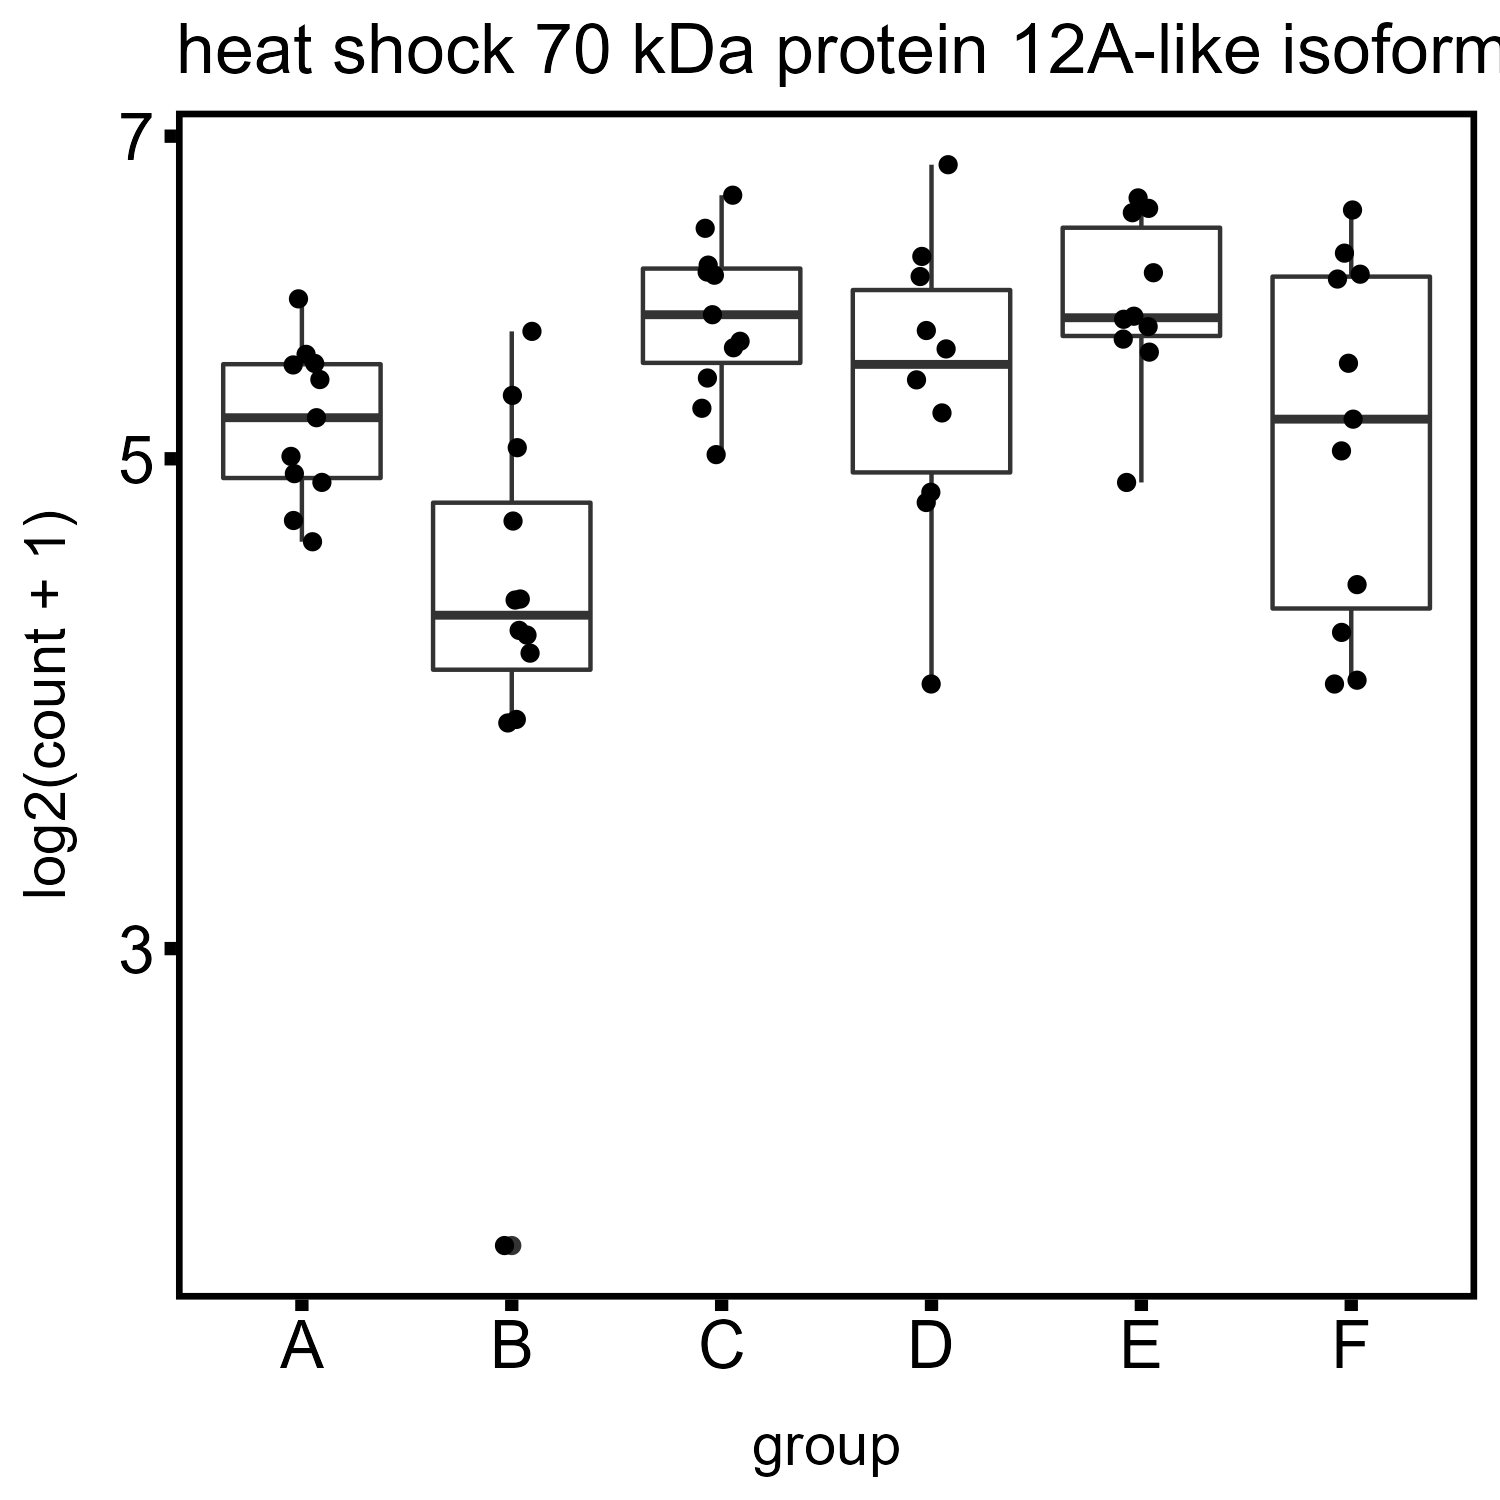 heat shock 70 kDa protein 12A-like isoform
7
5
3
log2(count + 1)
A B C D E F
group